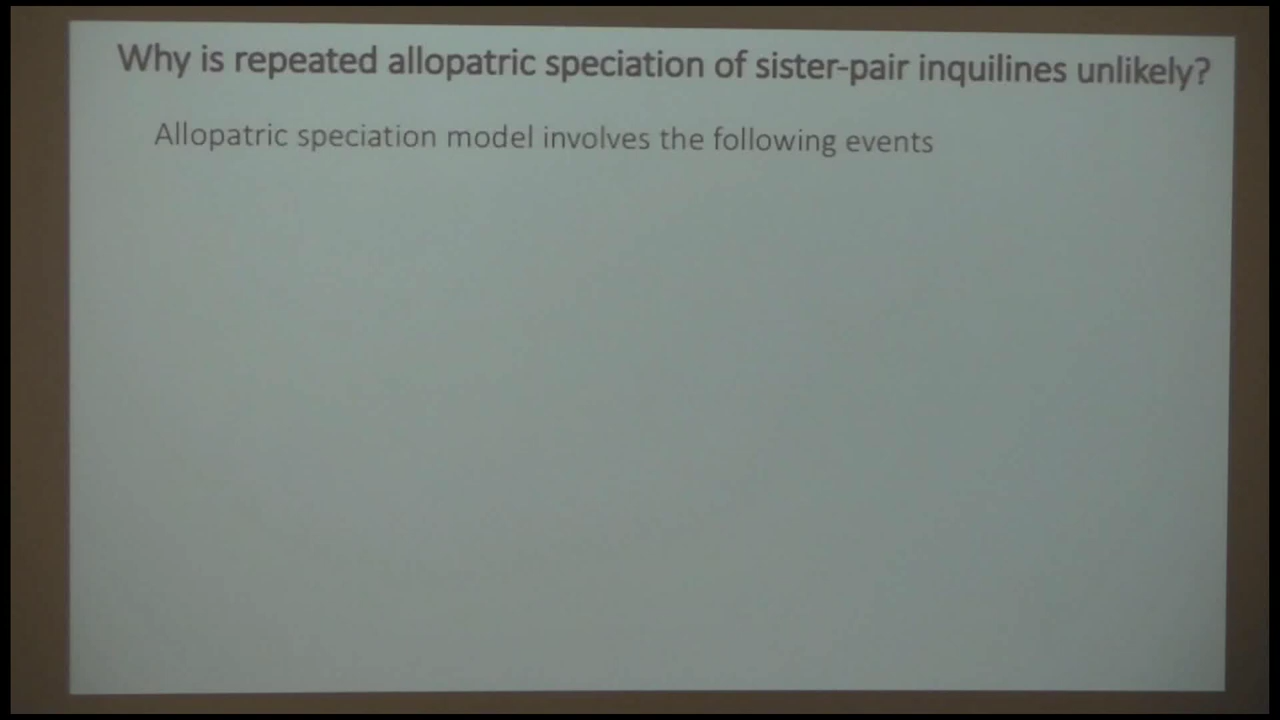 Why is repeated allopatric speciation of sister-pair inquilines unlikely?
Allopatric speciation model involves the following events